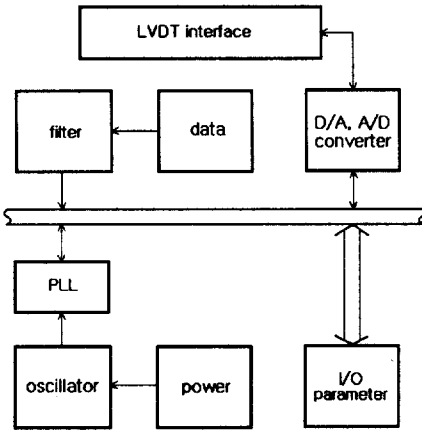 LVDT interface
filter
data
D/A, A/D
converter
PLL
oscillator
power
I/O
parameter